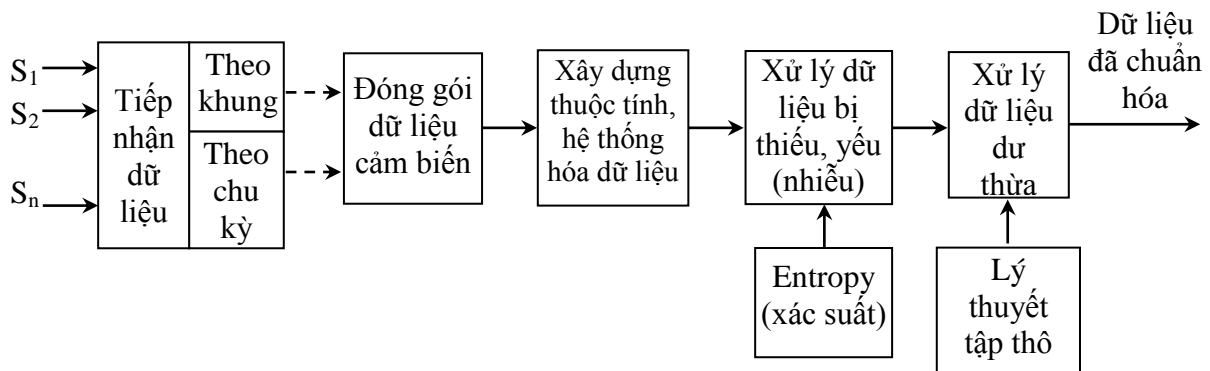 S1
S2
Sn
Tiếp
nhận
dữ
liệu
Theo
khung
Theo
chu
kỳ
Đóng gói
dữ liệu
cảm biến
Xây dựng
thuộc tính,
hệ thống
hóa dữ liệu
Xử lý dữ
liệu bị
thiếu, yếu
(nhiễu)
Entropy
(xác suất)
Xử lý
dữ liệu
dư
thừa
Lý
thuyết
tập thô
Dữ liệu
đã chuẩn
hóa